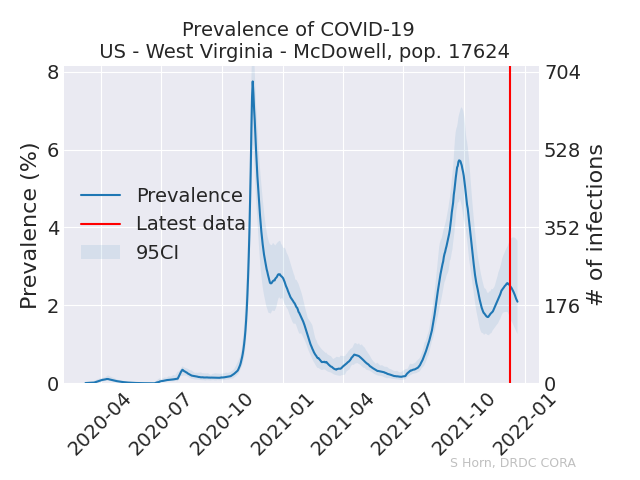 Prevalence of COVID-19
US - West Virginia - McDowell, pop. 17624
8
6
4
2
0
Prevalence (%)
704
528
352
176
0
# of infections
Prevalence
Latest data
95CI
2020-04
2020-07
2020-10
2021-01
2021-04
2021-07
2021-10
2022-01
S Horn, DRDC CORA